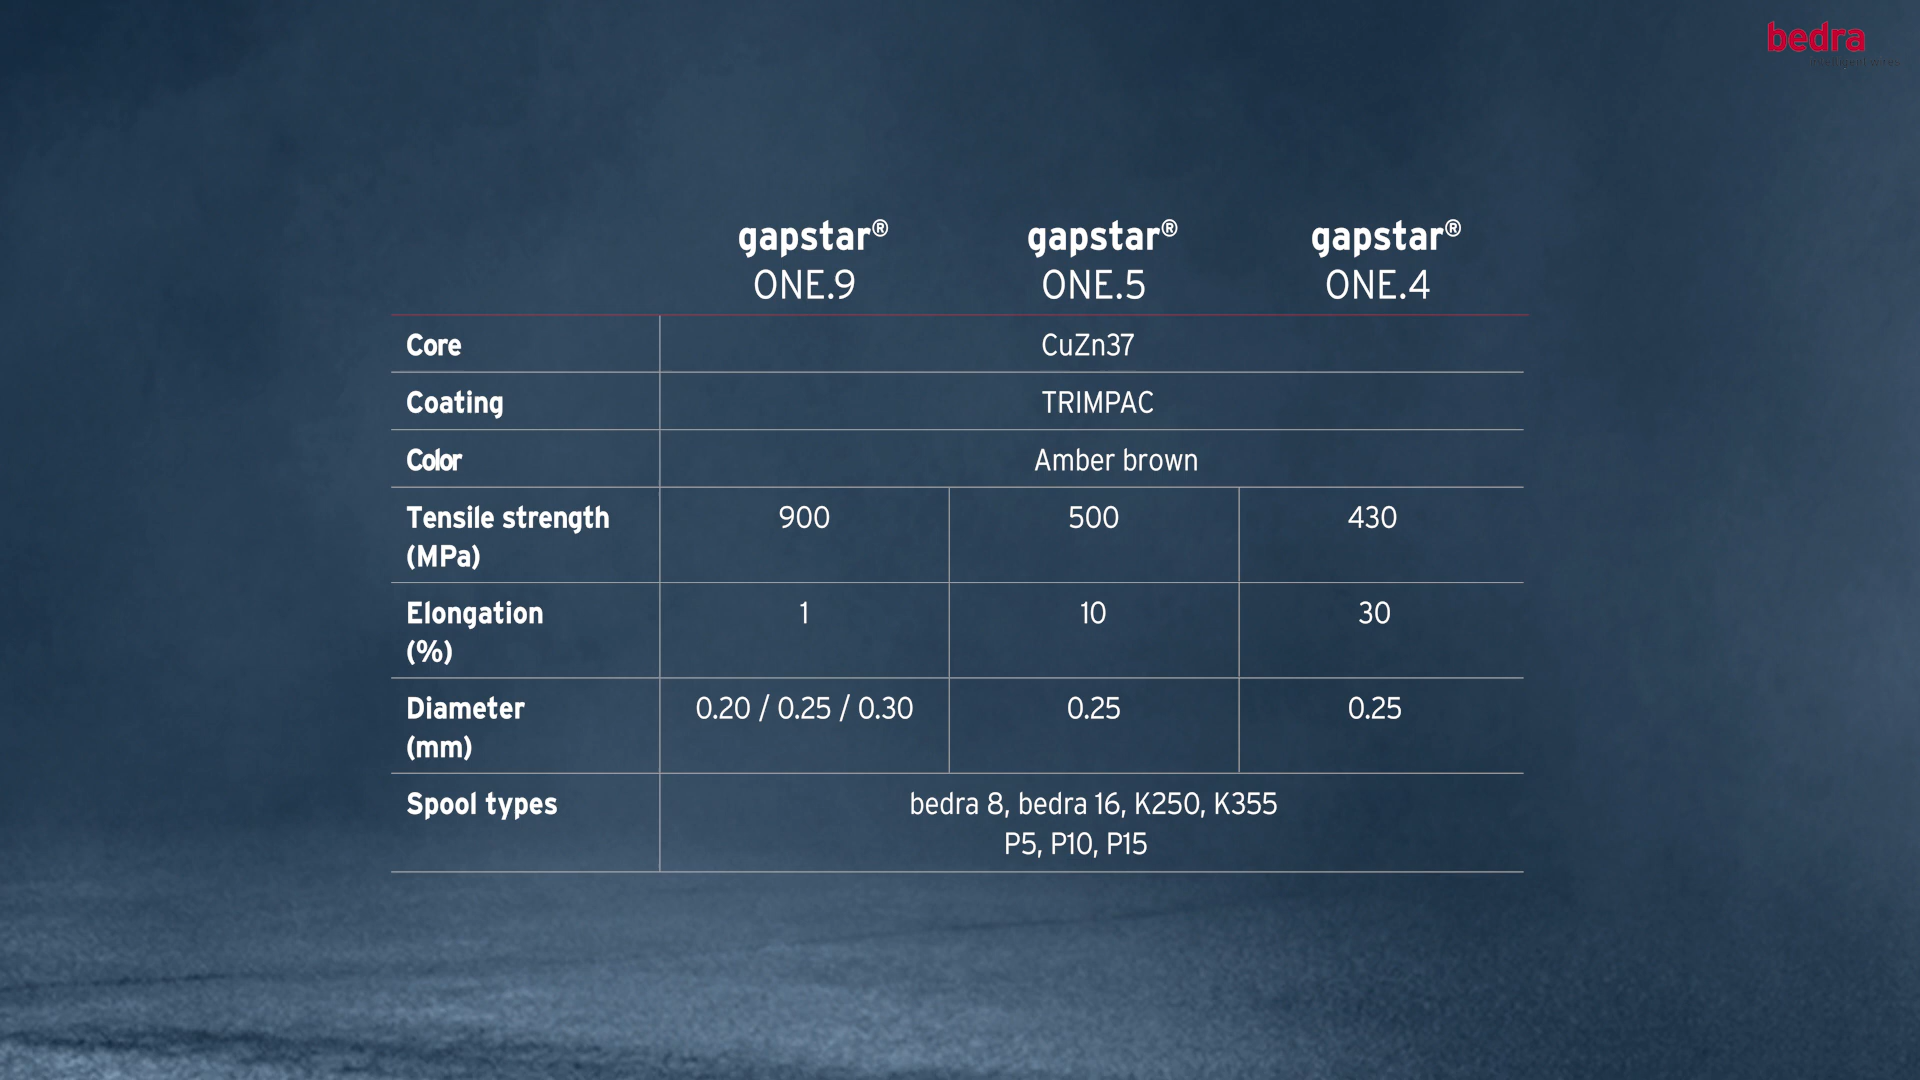 bedra
intelligent wires
gapstar® gapstar® gapstar®
ONE.9 ONE.5 ONE.4
Core CuZn37
Coating TRIMPAC
Color Amber brown
Tensile strength 900 500 430
(MPa)
Elongation 1 10 30
(%)
Diameter 0.20 / 0.25 / 0.30 0.25 0.25
(mm)
Spool types bedra 8, bedra 16, K250, K355
P5, P10, P15